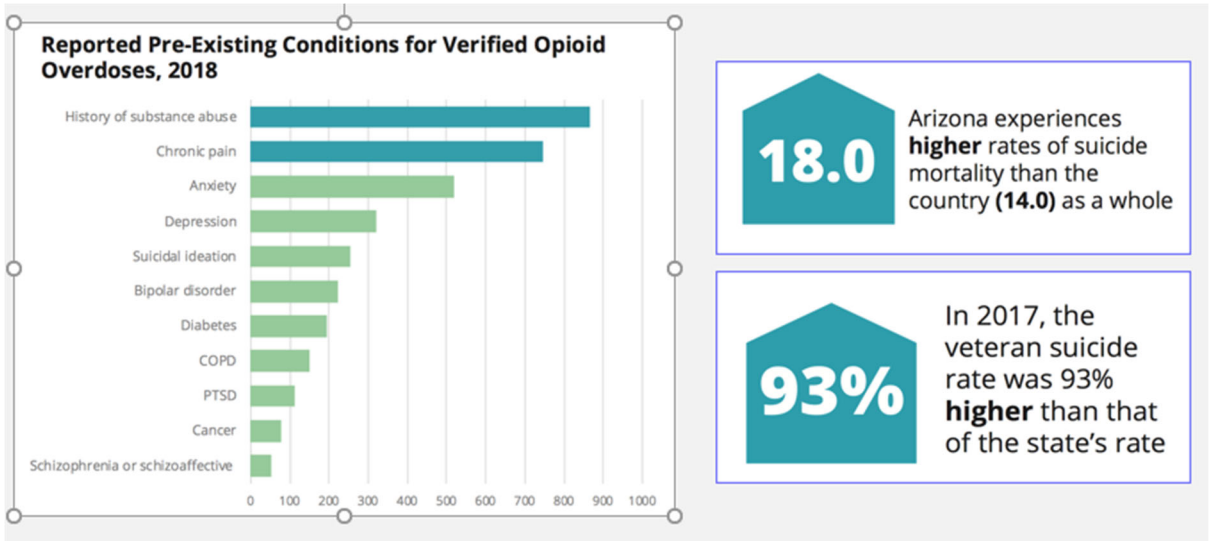 Reported Pre-Existing Conditions for Verified Opioid
Overdoses, 2018
History of substance abuse
Chronic pain
Anxiety
Depression
Suicidal ideation
Bipolar disorder
Diabetes
COPD
PTSD
Cancer
Schizophrenia or schizoaffective
0 100 200 300 400 500 600 700 800 900 1000
18.0
Arizona experiences
higher rates of suicide
mortality than the
country (14.0) as a whole
93%
In 2017, the
veteran suicide
rate was 93%
higher than that
of the state's rate